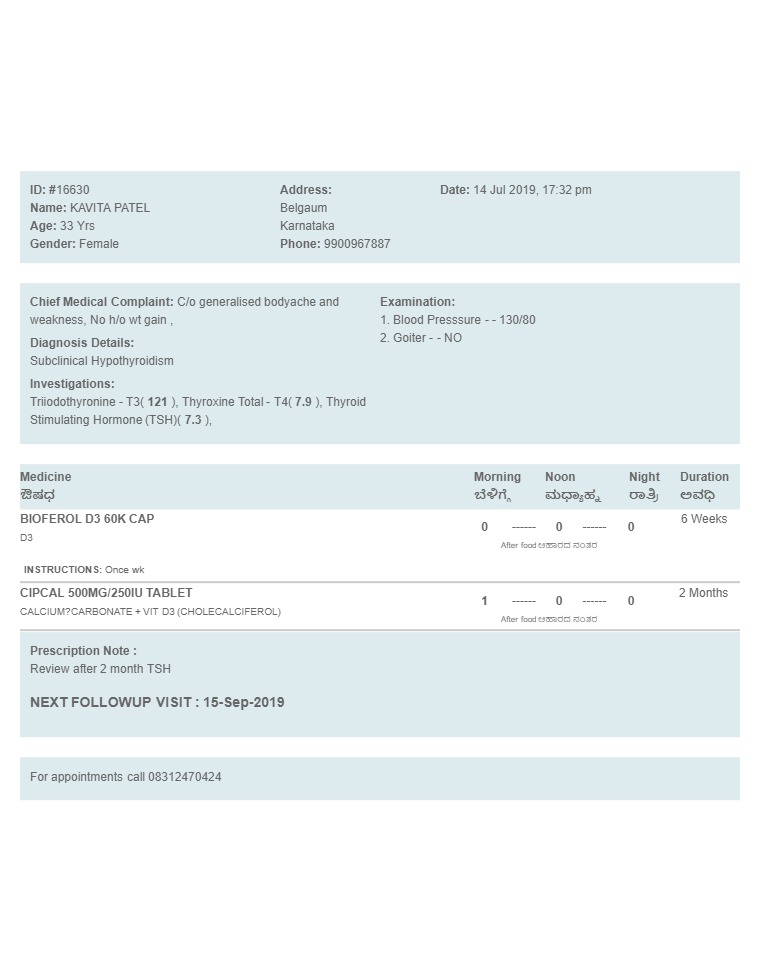 ID: #16630
Name: KAVITA PATEL
Age: 33 Yrs
Gender: Female
Address:
Belgaum
Karnataka
Phone: 9900967887
Date: 14 Jul 2019, 17:32 pm
Chief Medical Complaint: C/o generalised bodyache and
weakness, No h/o wt gain ,
Diagnosis Details:
Subclinical Hypothyroidism
Investigations:
Triiodothyronine - T3( 121 ), Thyroxine Total - T4( 7.9 ), Thyroid
Stimulating Hormone (TSH)( 7.3 ),
Examination:
1. Blood Presssure - - 130/80
2. Goiter - - NO
Medicine Morning Noon Night Duration
ಔಷಧ ಬೆಳಿಗ್ಗೆ ಮಧ್ಯಾಹ್ನ ರಾತ್ರಿ ಅವಧಿ
BIOFEROL D3 60K CAP 0 ------ 0 ------ 0 6 Weeks
D3
After food ಆಹಾರದ ನಂತರ
INSTRUCTIONS: Once wk
CIPCAL 500MG/250IU TABLET 1 ------ 0 ------ 0 2 Months
CALCIUM?CARBONATE + VIT D3 (CHOLECALCIFEROL)
After food ಆಹಾರದ ನಂತರ
Prescription Note :
Review after 2 month TSH
NEXT FOLLOWUP VISIT : 15-Sep-2019
For appointments call 08312470424